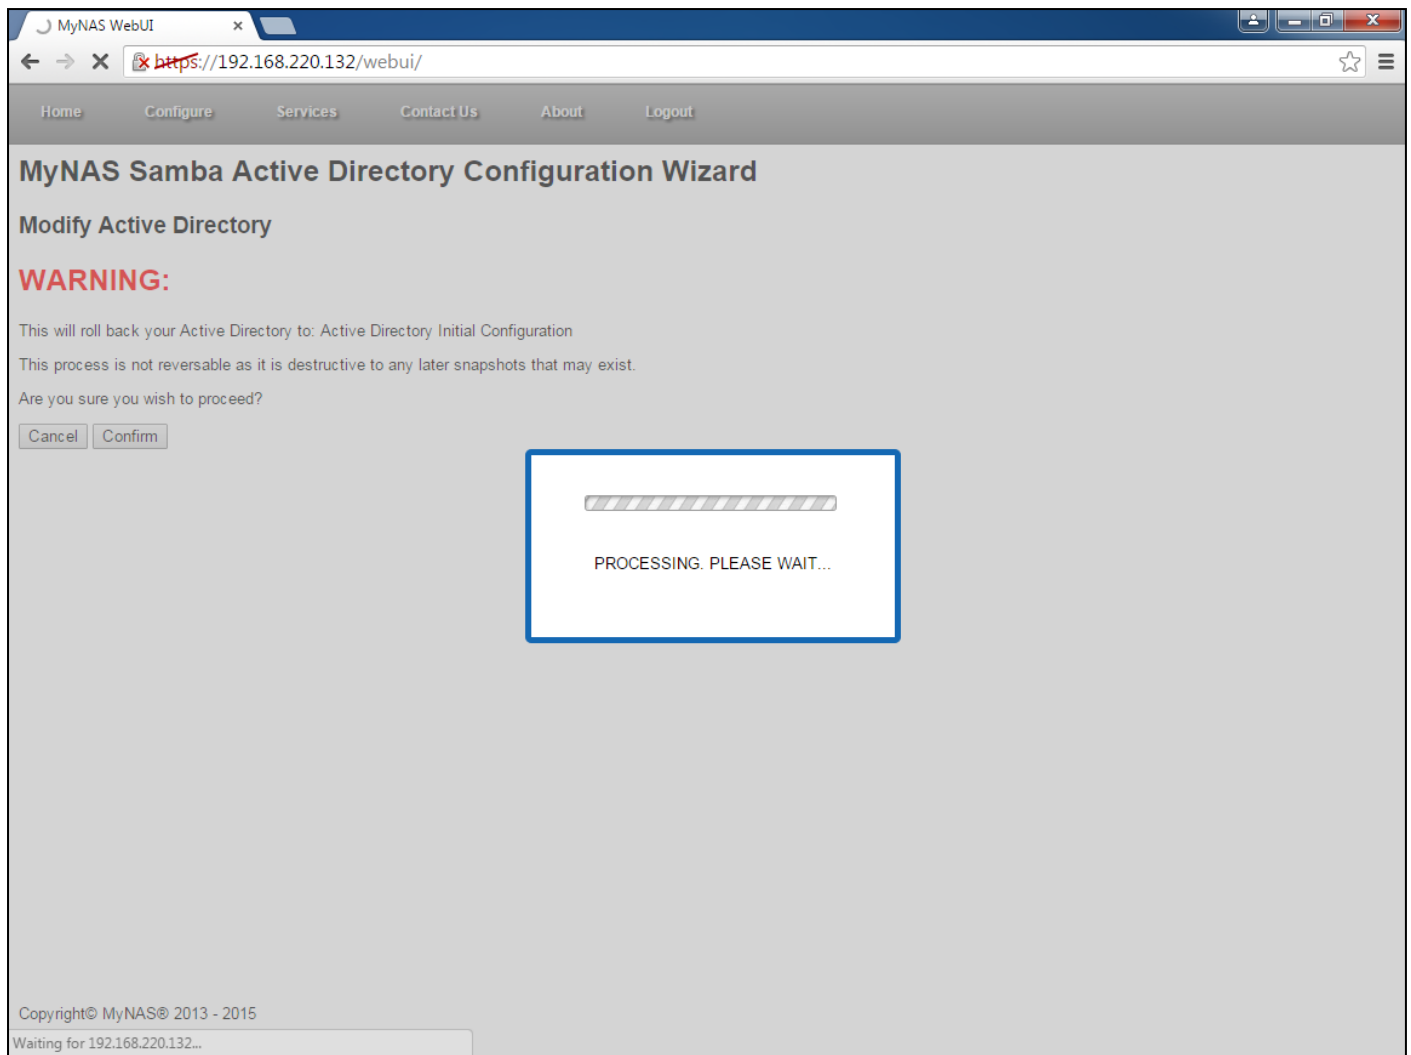 MyNAS WebUI
https://192.168.220.132/webui/
Home Configure Services Contact Us About Logout
MyNAS Samba Active Directory Configuration Wizard
Modify Active Directory
WARNING:
This will roll back your Active Directory to: Active Directory Initial Configuration
This process is not reversable as it is destructive to any later snapshots that may exist.
Are you sure you wish to proceed?
Cancel Confirm
PROCESSING. PLEASE WAIT...
Copyright© MyNAS® 2013 - 2015
Waiting for 192.168.220.132...